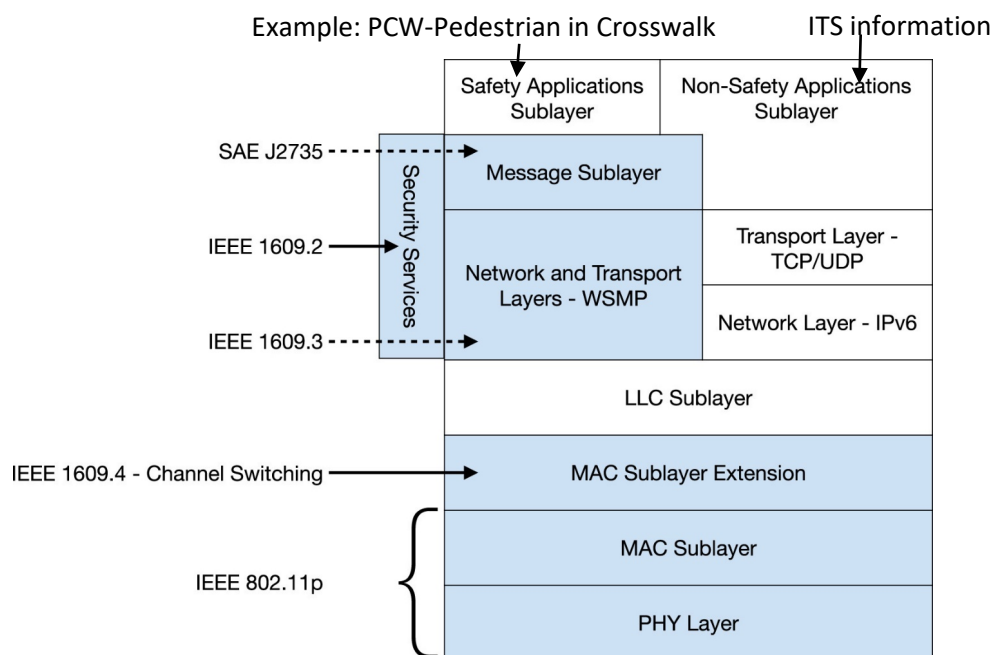 Example: PCW-Pedestrian in Crosswalk
ITS information
Safety Applications
Sublayer
Non-Safety Applications
Sublayer
SAE J2735
Message Sublayer
Security Services
IEEE 1609.2
Network and Transport
Layers - WSMP
Transport Layer -
TCP/UDP
Network Layer - IPv6
IEEE 1609.3
LLC Sublayer
IEEE 1609.4 - Channel Switching
MAC Sublayer Extension
MAC Sublayer
IEEE 802.11p
PHY Layer